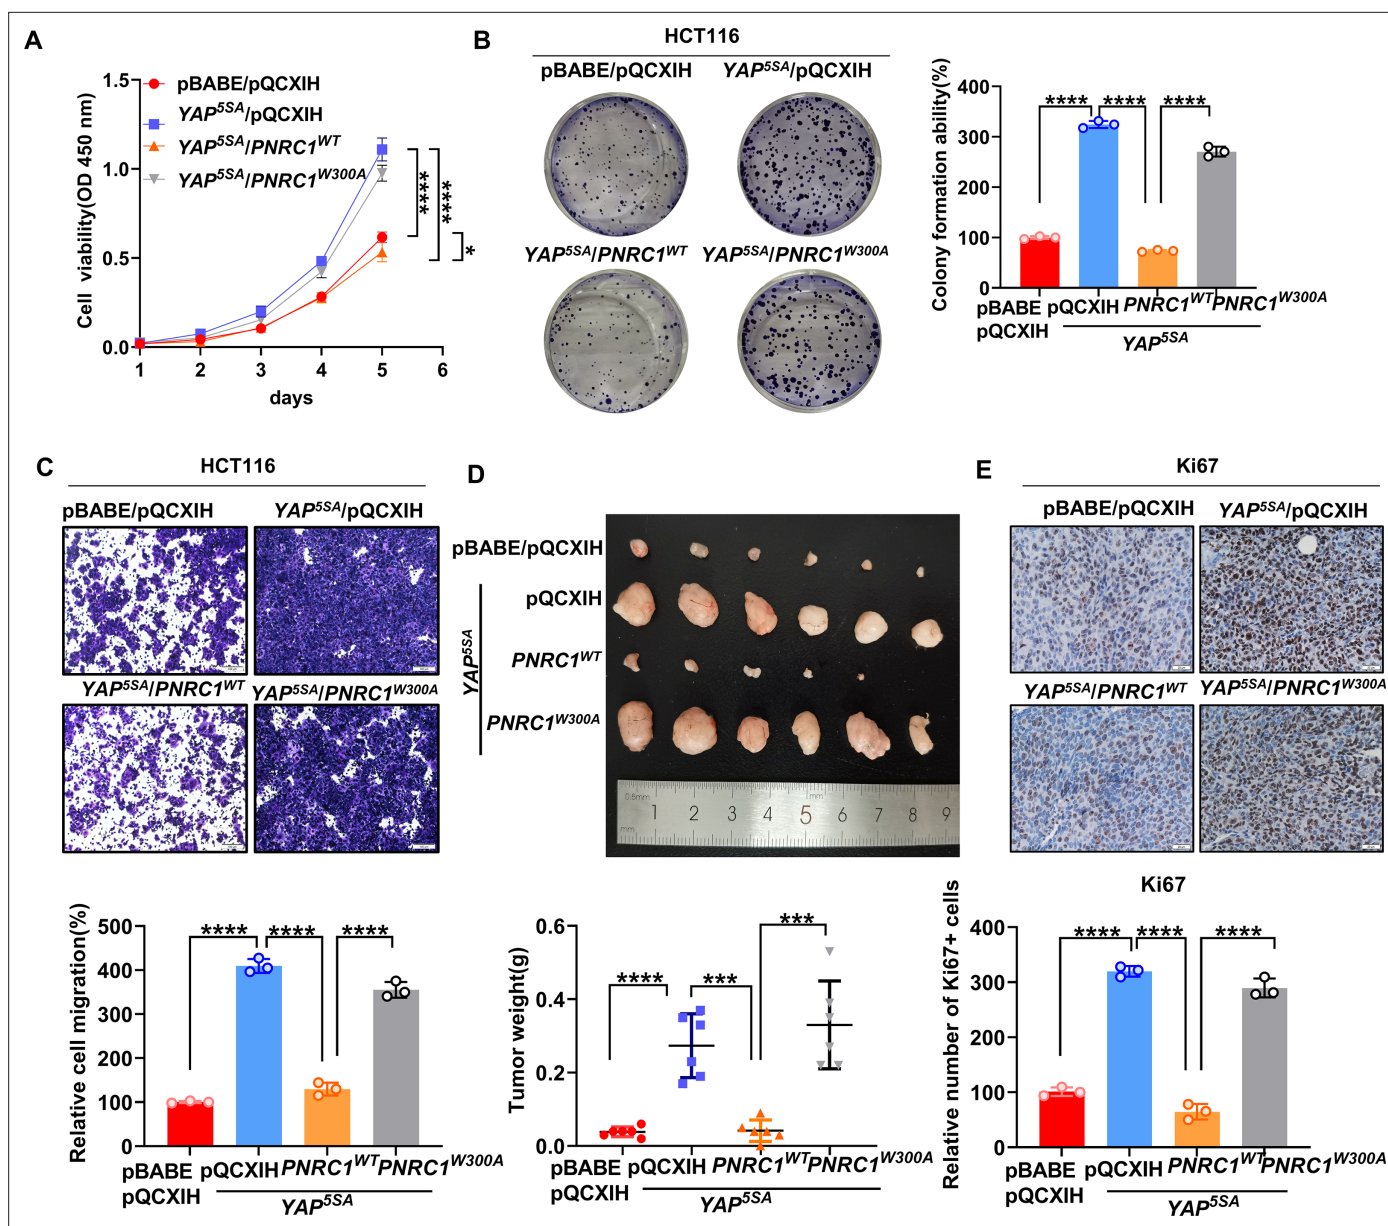 A
Cell viability(OD 450 nm)
1.5
1.0
0.5
0.0
1 2 3 4 5 6
days
pBABE/pQCXIH
YAP5SA/pQCXIH
YAP5SA/PNRC1WT
YAP5SA/PNRC1W300A
****
****
*
B
HCT116
pBABE/pQCXIH YAP5SA/pQCXIH
YAP5SA/PNRC1WT YAP5SA/PNRC1W300A
Colony formation ability(%)
400
300
200
100
0
**** **** ****
pBABE pQCXIH PNRC1WT PNRC1W300A
pQCXIH
YAP5SA
C
HCT116
pBABE/pQCXIH YAP5SA/pQCXIH
YAP5SA/PNRC1WT YAP5SA/PNRC1W300A
Relative cell migration(%)
500
400
300
200
100
0
**** **** ****
pBABE pQCXIH PNRC1WT PNRC1W300A
pQCXIH
YAP5SA
D
pBABE/pQCXIH
pQCXIH
PNRC1WT
PNRC1W300A
YAP5SA
0.5mm mm
1 2 3 4 5 6 7 8 9
mm
Tumor weight(g)
0.6
0.4
0.2
0.0
**** *** ***
pBABE pQCXIH PNRC1WT PNRC1W300A
pQCXIH
YAP5SA
E
Ki67
pBABE/pQCXIH YAP5SA/pQCXIH
YAP5SA/PNRC1WT YAP5SA/PNRC1W300A
Ki67
Relative number of Ki67+ cells
400
300
200
100
0
**** **** ****
pBABE pQCXIH PNRC1WT PNRC1W300A
pQCXIH
YAP5SA